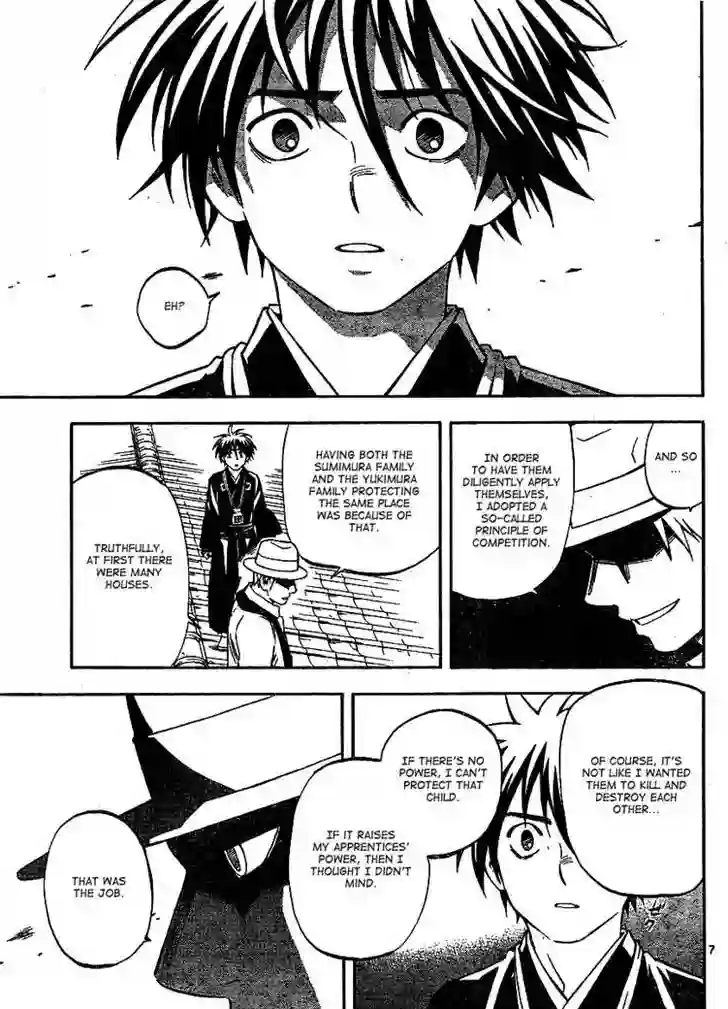 EH?
AND SO
...
IN ORDER
TO HAVE THEM
DILIGENTLY APPLY
THEMSELVES,
I ADOPTED A
SO-CALLED
PRINCIPLE OF
COMPETITION.
HAVING BOTH THE
SUMIMURA FAMILY
AND THE YUKIMURA
FAMILY PROTECTING
THE SAME PLACE
WAS BECAUSE OF
THAT.
TRUTHFULLY,
AT FIRST THERE
WERE MANY
HOUSES.
OF COURSE, IT'S
NOT LIKE I WANTED
THEM TO KILL AND
DESTROY EACH
OTHER...
IF THERE'S NO
POWER, I CAN'T
PROTECT THAT
CHILD.
IF IT RAISES
MY APPRENTICES'
POWER, THEN I
THOUGHT I DIDN'T
MIND.
THAT WAS
THE JOB.
7